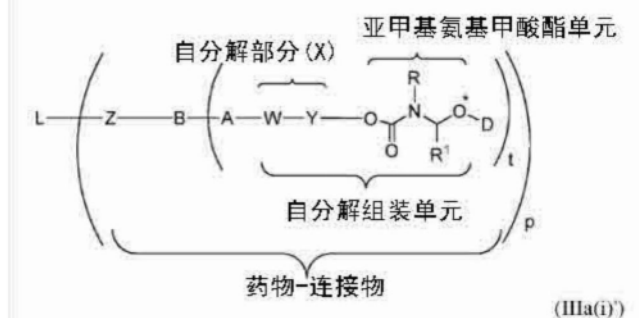 亚甲基氨基甲酸酯单元
自分解部分(X)
R
L Z B A W Y O N O* D
O R¹ t
自分解组装单元
p
药物-连接物
(IIIa(i)')